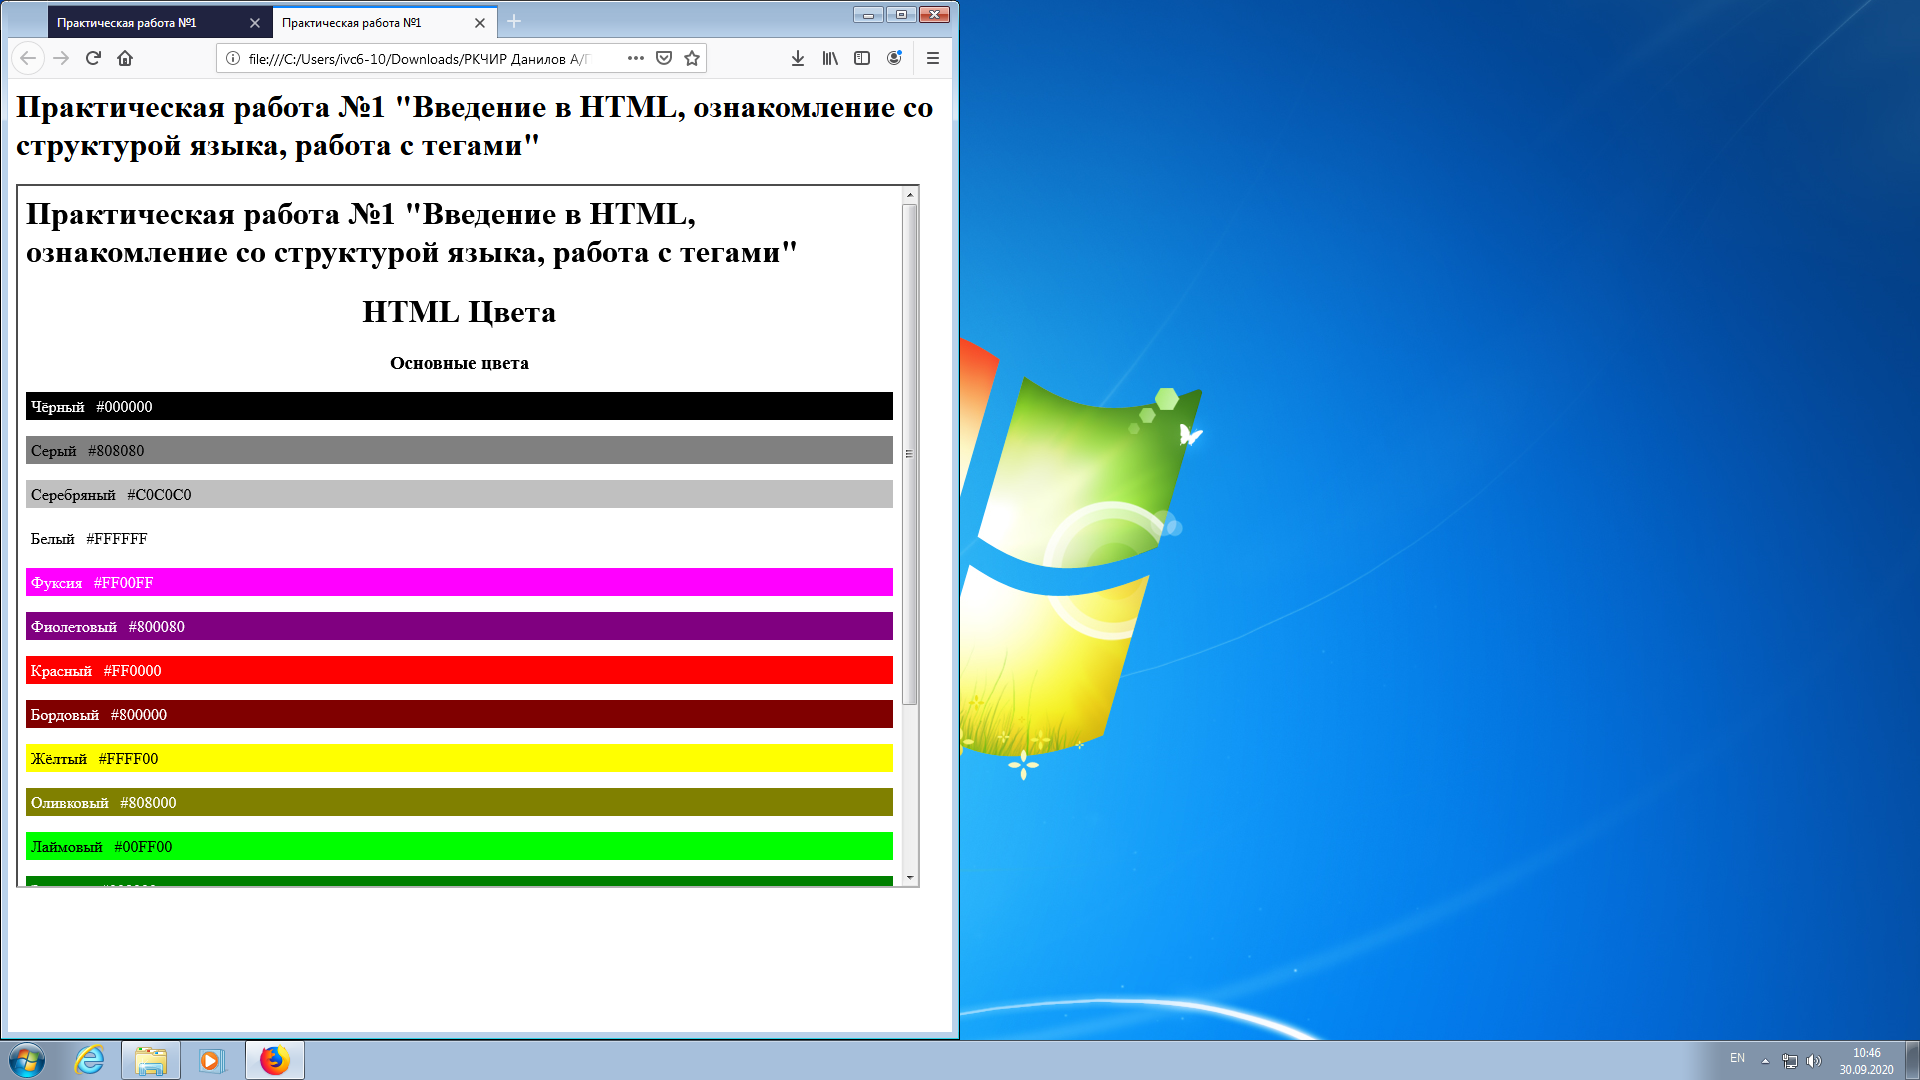 Практическая работа №1
Практическая работа №1
file:///C:/Users/ivc6-10/Downloads/РКЧИР Данилов А/
Практическая работа №1 "Введение в HTML, ознакомление со
структурой языка, работа с тегами"
Практическая работа №1 "Введение в HTML,
ознакомление со структурой языка, работа с тегами"
HTML Цвета
Основные цвета
Чёрный #000000
Серый #808080
Серебряный #C0C0C0
Белый #FFFFFF
Фуксия #FF00FF
Фиолетовый #800080
Красный #FF0000
Бордовый #800000
Жёлтый #FFFF00
Оливковый #808000
Лаймовый #00FF00
EN
10:46
30.09.2020